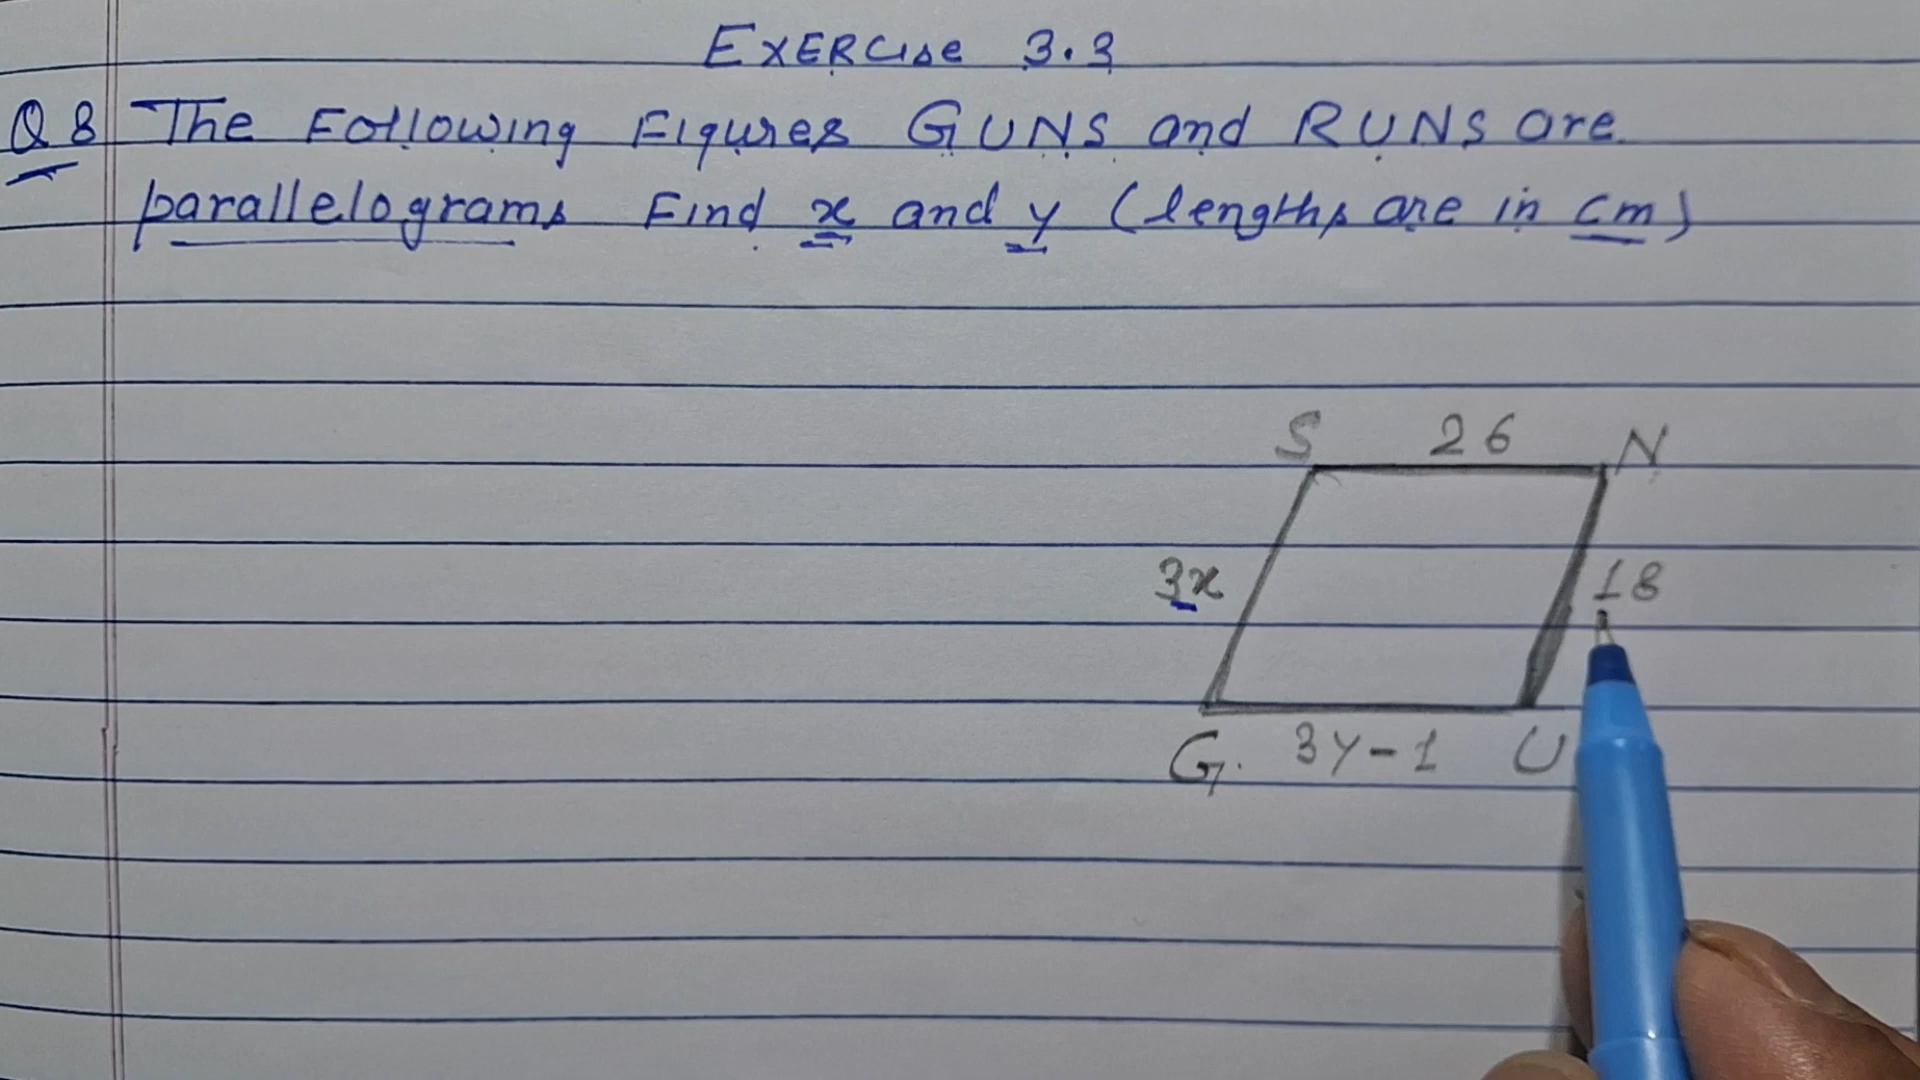 EXERCISE 3.3
Q 8 The Following Figures GUNS and RUNS are
parallelograms Find x and y (lengths are in cm)
S 26 N
3x 18
G. 3y-1 U